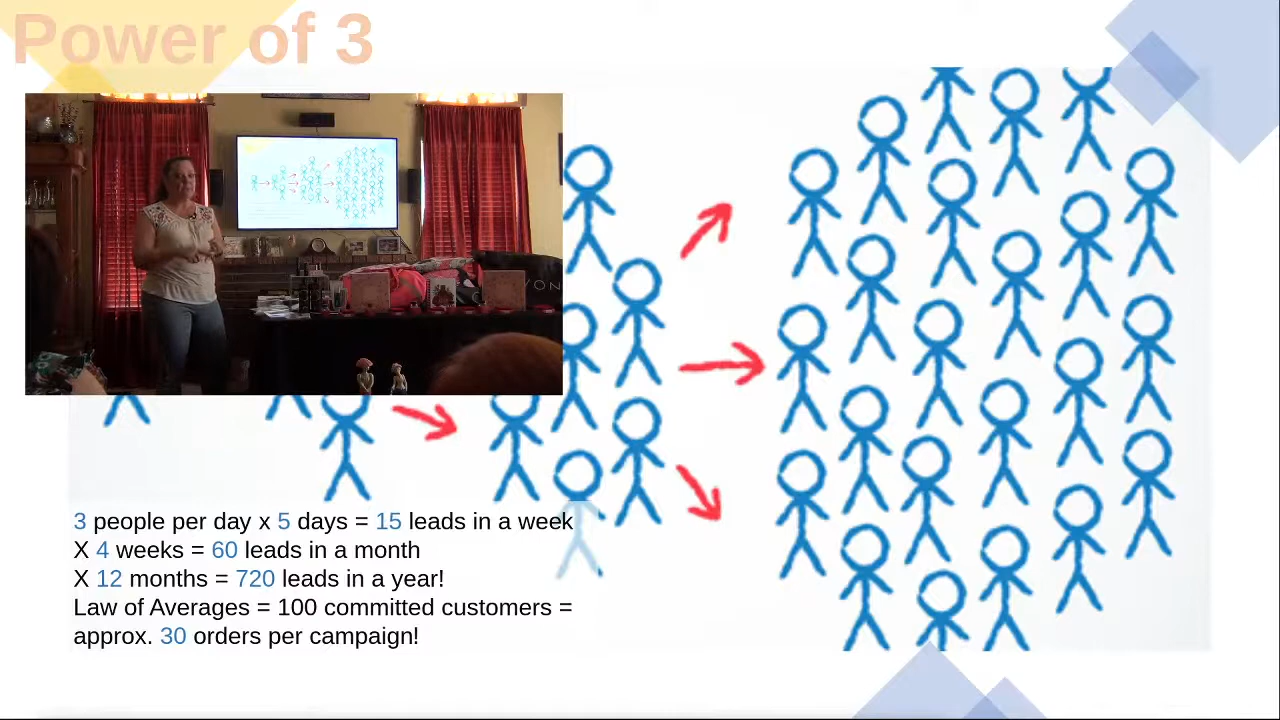 Power of 3
VON
3 people per day x 5 days = 15 leads in a week
X 4 weeks = 60 leads in a month
X 12 months = 720 leads in a year!
Law of Averages = 100 committed customers =
approx. 30 orders per campaign!